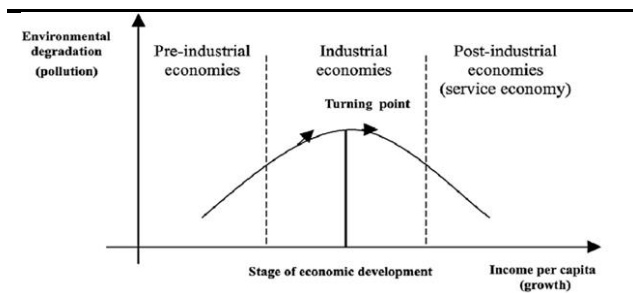 Environmental
degradation
(pollution)
Pre-industrial
economies
Industrial
economies
Post-industrial
economies
(service economy)
Turning point
Stage of economic development
Income per capita
(growth)